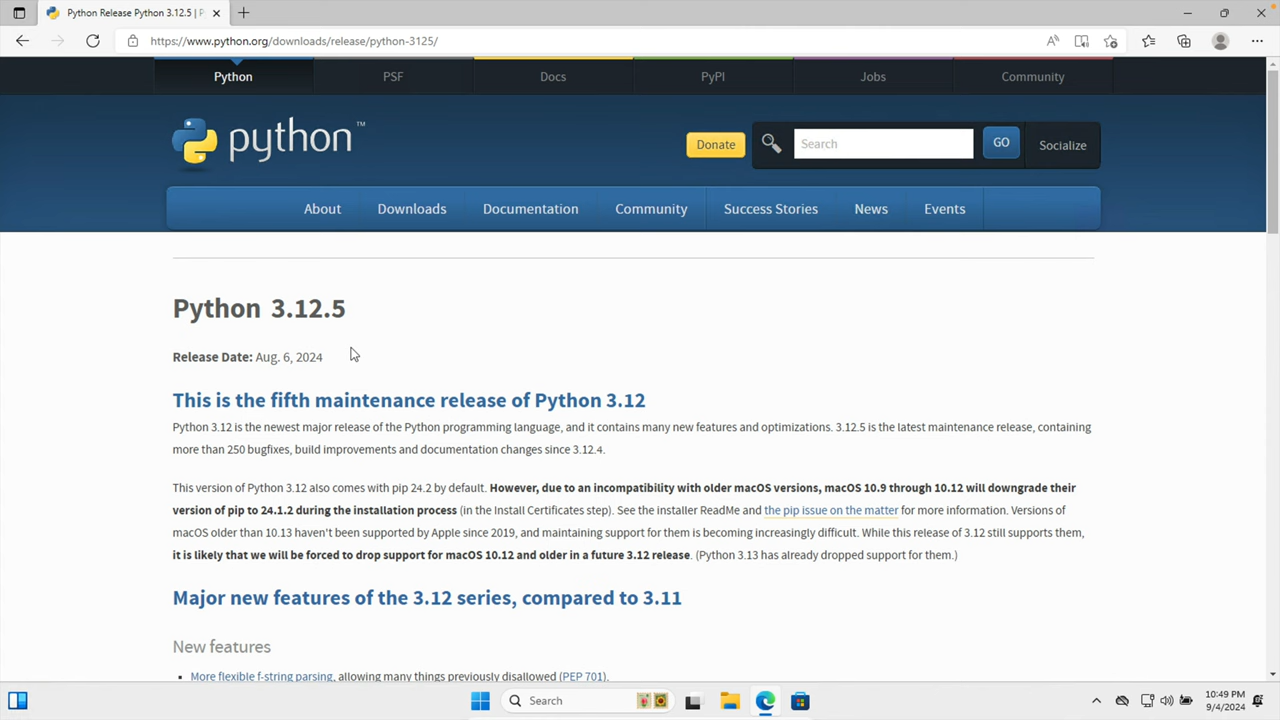 Python Release Python 3.12.5 | P
https://www.python.org/downloads/release/python-3125/
Python PSF Docs PyPI Jobs Community
python™
Donate Search GO Socialize
About Downloads Documentation Community Success Stories News Events
Python 3.12.5
Release Date: Aug. 6, 2024
This is the fifth maintenance release of Python 3.12
Python 3.12 is the newest major release of the Python programming language, and it contains many new features and optimizations. 3.12.5 is the latest maintenance release, containing
more than 250 bugfixes, build improvements and documentation changes since 3.12.4.
This version of Python 3.12 also comes with pip 24.2 by default. However, due to an incompatibility with older macOS versions, macOS 10.9 through 10.12 will downgrade their
version of pip to 24.1.2 during the installation process (in the Install Certificates step). See the installer ReadMe and the pip issue on the matter for more information. Versions of
macOS older than 10.13 haven't been supported by Apple since 2019, and maintaining support for them is becoming increasingly difficult. While this release of 3.12 still supports them,
it is likely that we will be forced to drop support for macOS 10.12 and older in a future 3.12 release. (Python 3.13 has already dropped support for them.)
Major new features of the 3.12 series, compared to 3.11
New features
More flexible f-string parsing, allowing many things previously disallowed (PEP 701).
Search
10:49 PM
9/4/2024